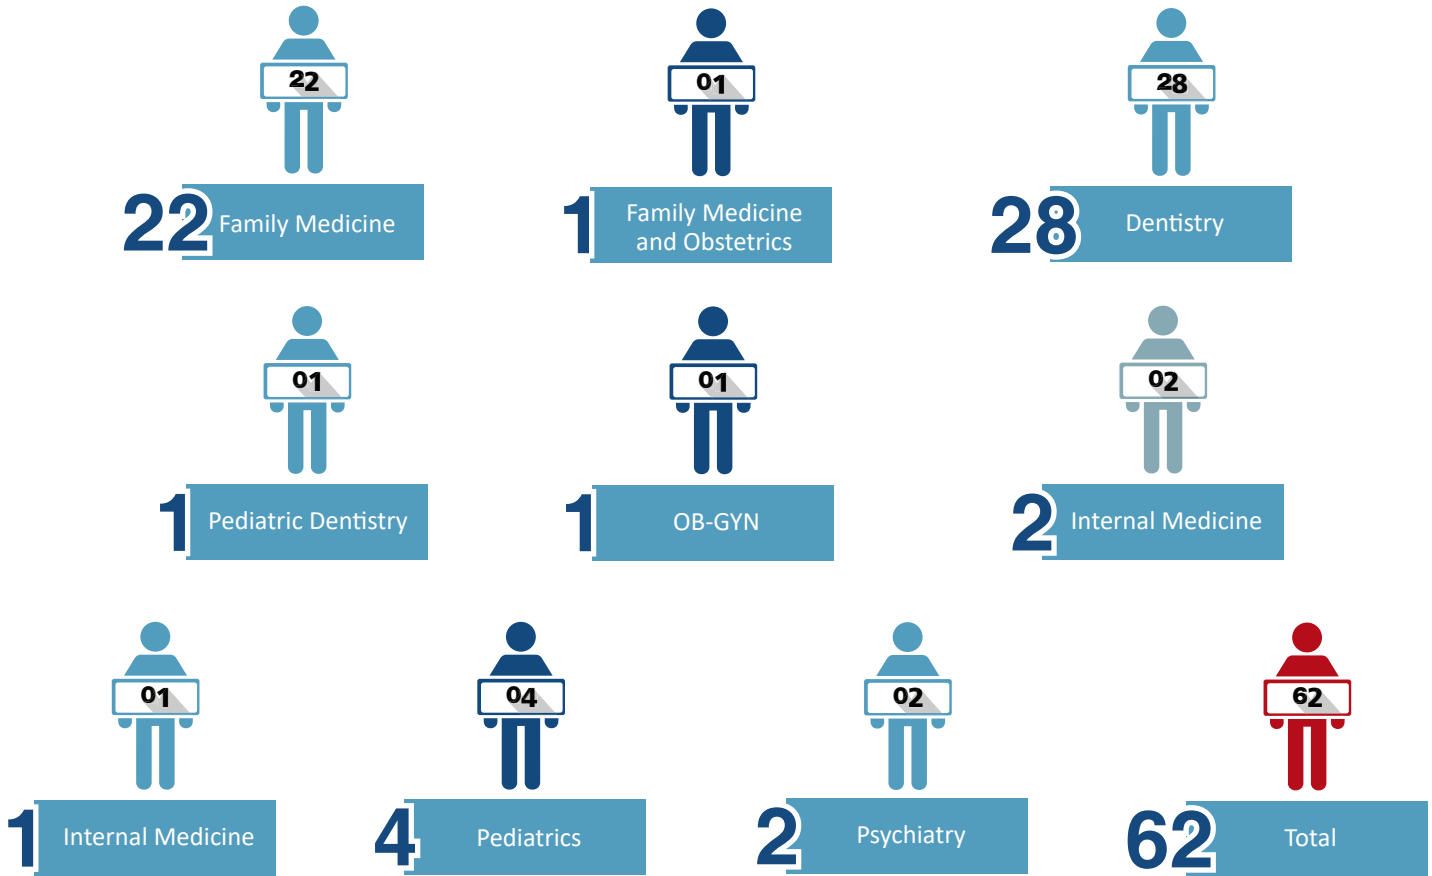 22
01
28
22 Family Medicine
1 Family Medicine
and Obstetrics
28 Dentistry
01
01
02
1 Pediatric Dentistry
1 OB-GYN
2 Internal Medicine
01
04
02
62
1 Internal Medicine
4 Pediatrics
2 Psychiatry
62 Total